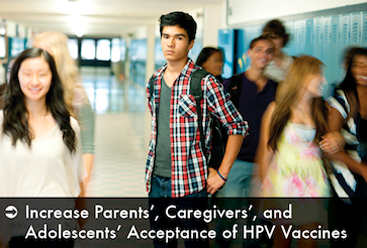 Increase Parents', Caregivers', and
Adolescents' Acceptance of HPV Vaccines